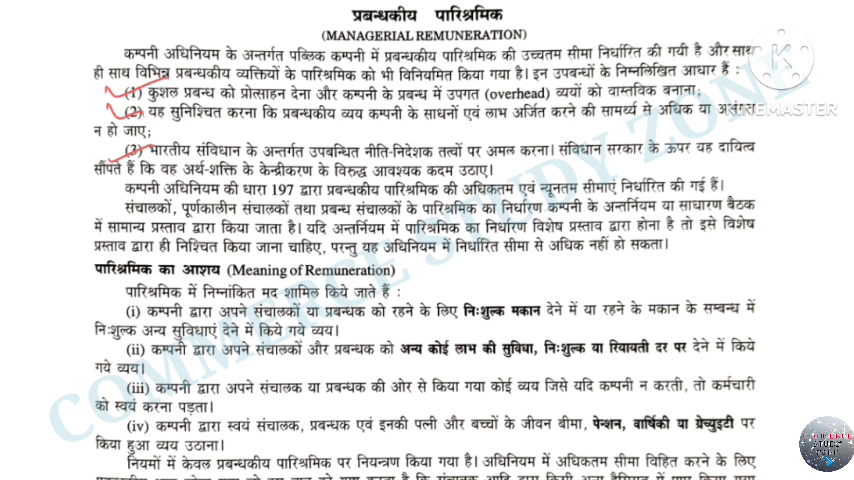 प्रबन्धकीय पारिश्रमिक
(MANAGERIAL REMUNERATION)
कम्पनी अधिनियम के अन्तर्गत पब्लिक कम्पनी में प्रबन्धकीय पारिश्रमिक की उच्चतम सीमा निर्धारित की गयी है और साथ
ही साथ विभिन्न प्रबन्धकीय व्यक्तियों के पारिश्रमिक को भी विनियमित किया गया है। इन उपबन्धों के निम्नलिखित आधार हैं :
(1) कुशल प्रबन्ध को प्रोत्साहन देना और कम्पनी के प्रबन्ध में उपगत (overhead) व्ययों को वास्तविक बनाना;
(2) यह सुनिश्चित करना कि प्रबन्धकीय व्यय कम्पनी के साधनों एवं लाभ अर्जित करने की सामर्थ्य से अधिक या
न हो जाए;
(3) भारतीय संविधान के अन्तर्गत उपबन्धित नीति-निदेशक तत्वों पर अमल करना। संविधान सरकार के ऊपर यह दायित्व
सौंपते हैं कि वह अर्थ-शक्ति के केन्द्रीकरण के विरुद्ध आवश्यक कदम उठाए।
कम्पनी अधिनियम की धारा 197 द्वारा प्रबन्धकीय पारिश्रमिक की अधिकतम एवं न्यूनतम सीमाएं निर्धारित की गई हैं।
संचालकों, पूर्णकालीन संचालकों तथा प्रबन्ध संचालकों के पारिश्रमिक का निर्धारण कम्पनी के अन्तर्नियम या साधारण बैठक
में सामान्य प्रस्ताव द्वारा किया जाता है। यदि अन्तर्नियम में पारिश्रमिक का निर्धारण विशेष प्रस्ताव द्वारा होना है तो इसे विशेष
प्रस्ताव द्वारा ही निश्चित किया जाना चाहिए, परन्तु यह अधिनियम में निर्धारित सीमा से अधिक नहीं हो सकता।
पारिश्रमिक का आशय (Meaning of Remuneration)
पारिश्रमिक में निम्नांकित मद शामिल किये जाते हैं :
(i) कम्पनी द्वारा अपने संचालकों या प्रबन्धक को रहने के लिए निःशुल्क मकान देने में या रहने के मकान के सम्बन्ध में
निःशुल्क अन्य सुविधाएं देने में किये गये व्यय।
(ii) कम्पनी द्वारा अपने संचालकों और प्रबन्धक को अन्य कोई लाभ की सुविधा, निःशुल्क या रियायती दर पर देने में किये
गये व्यय।
(iii) कम्पनी द्वारा अपने संचालक या प्रबन्धक की ओर से किया गया कोई व्यय जिसे यदि कम्पनी न करती, तो कर्मचारी
को स्वयं करना पड़ता।
(iv) कम्पनी द्वारा स्वयं संचालक, प्रबन्धक एवं इनकी पत्नी और बच्चों के जीवन बीमा, पेन्शन, वार्षिकी या ग्रेच्युइटी पर
किया हुआ व्यय उठाना।
नियमों में केवल प्रबन्धकीय पारिश्रमिक पर नियन्त्रण किया गया है। अधिनियम में अधिकतम सीमा विहित करने के लिए
COMMERCE STUDY ZONE
KINEMASTER